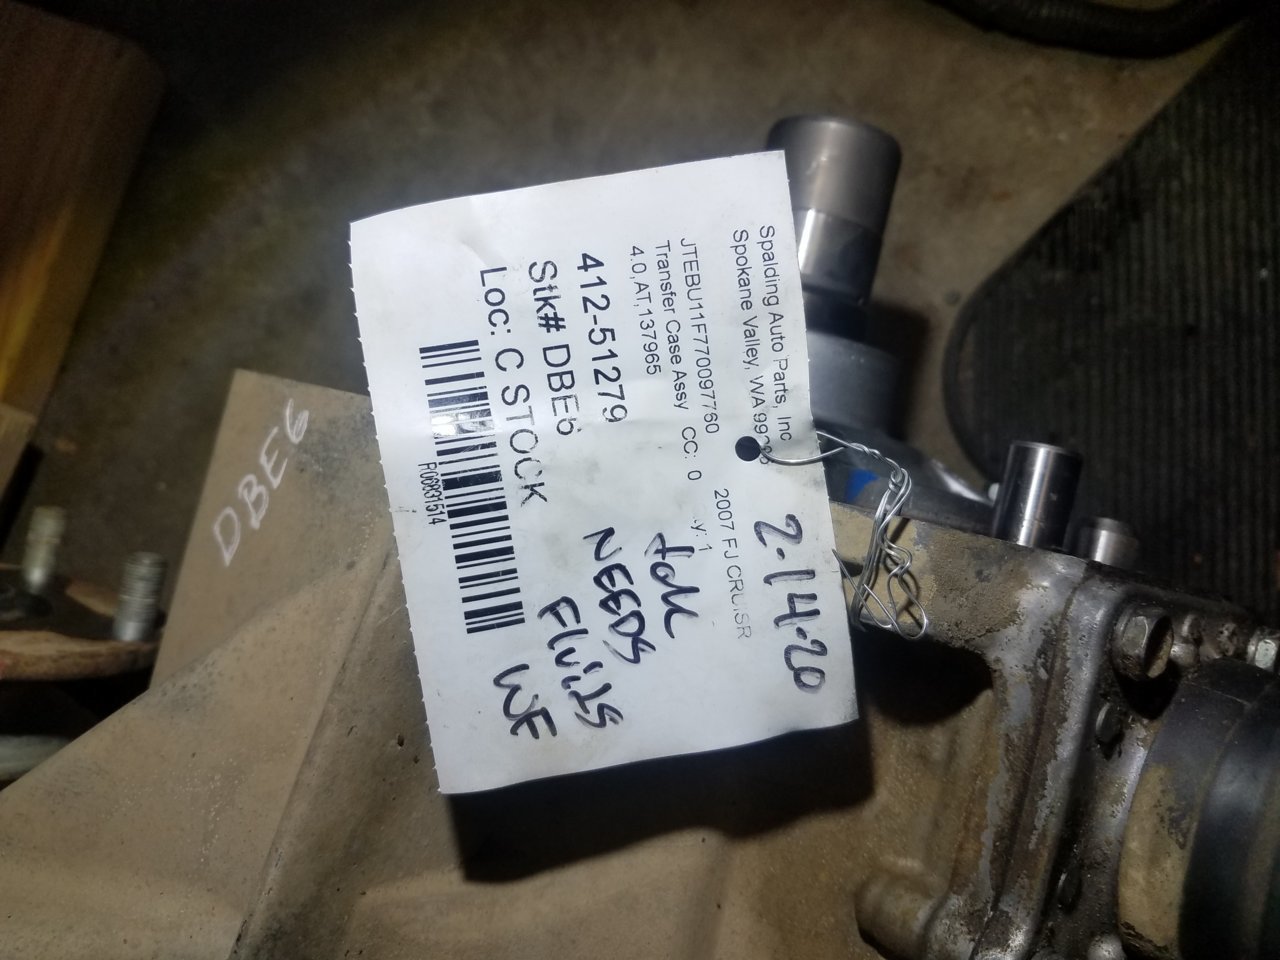 Spalding Auto Parts, Inc
Spokane Valley, WA
2.14.20
JTEBU11F770097760
2007 FJ CRUISR
Transfer Case Assy CC: 0
4.0,AT,137965
412-51279
NEEDS
Fluids
WF
Stk# DBE6
Loc: C STOCK
R06831514
DBE6